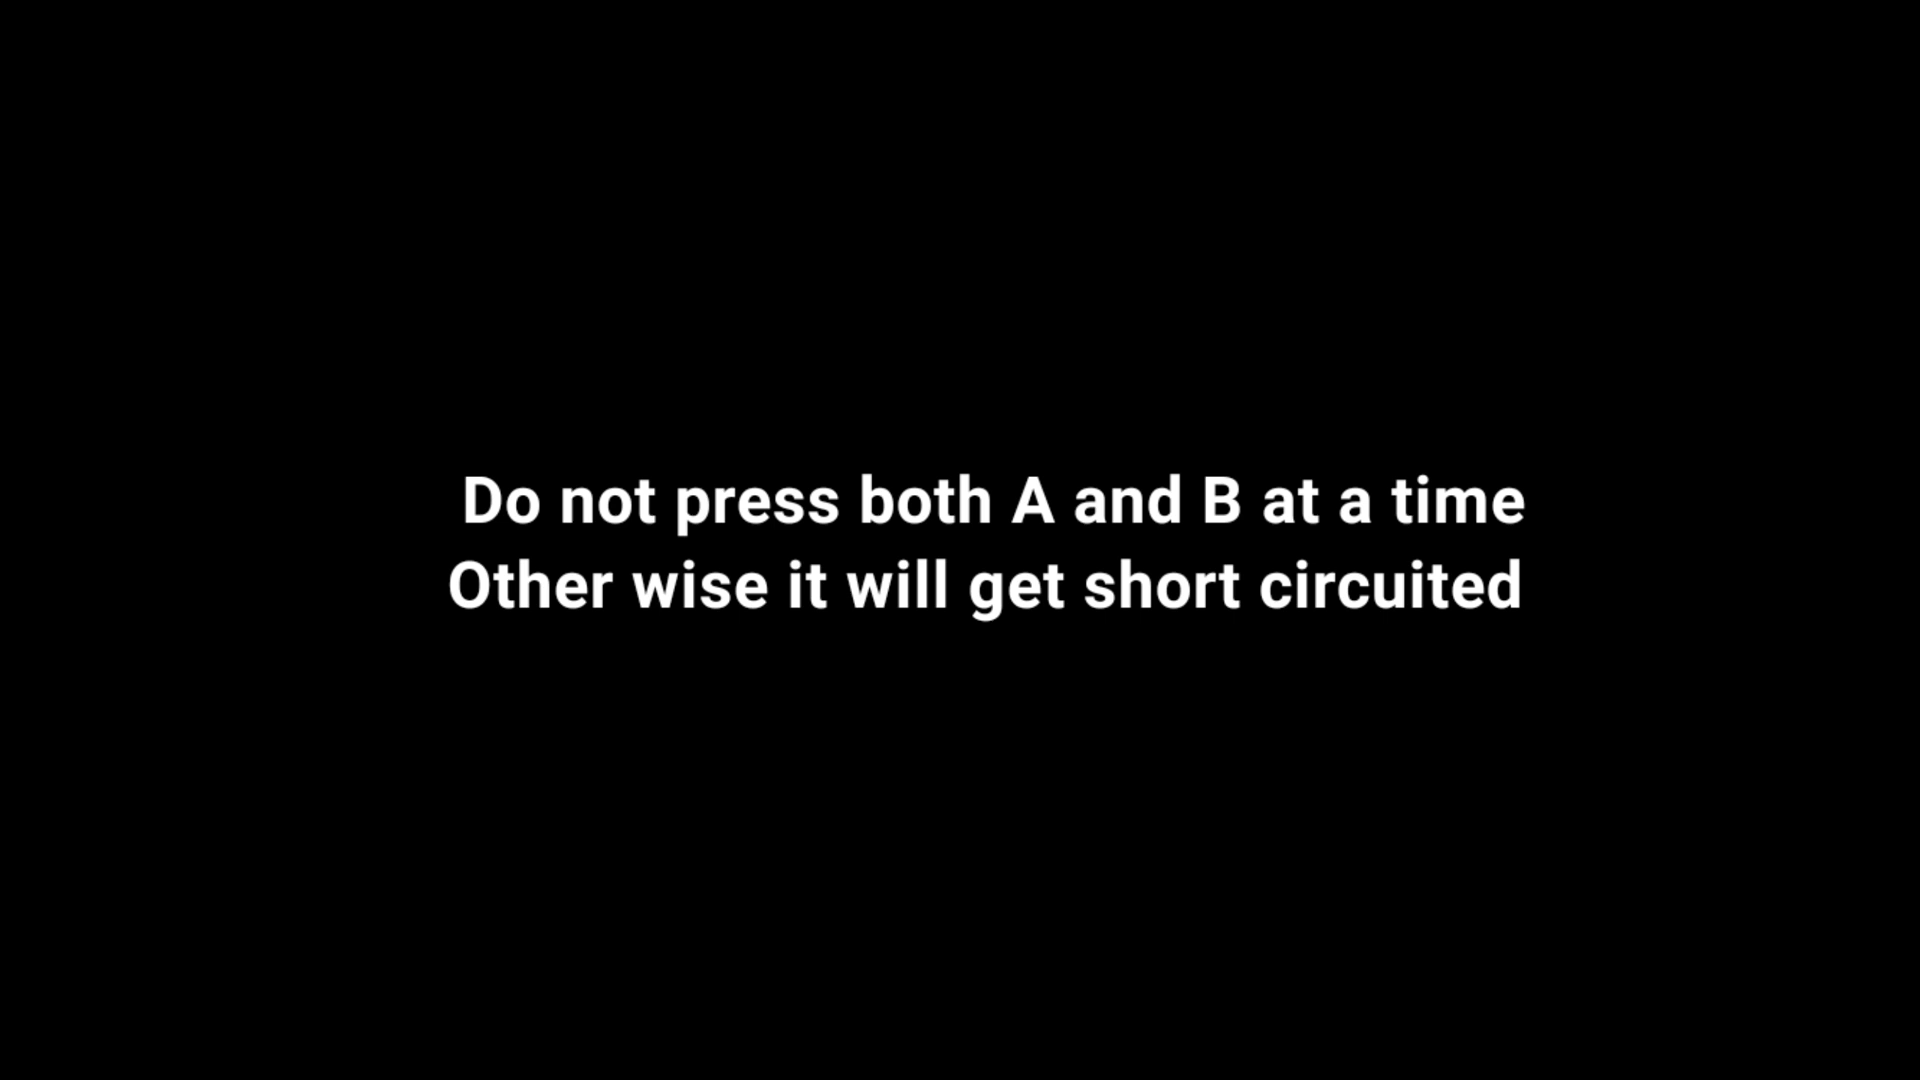 Do not press both A and B at a time
Other wise it will get short circuited